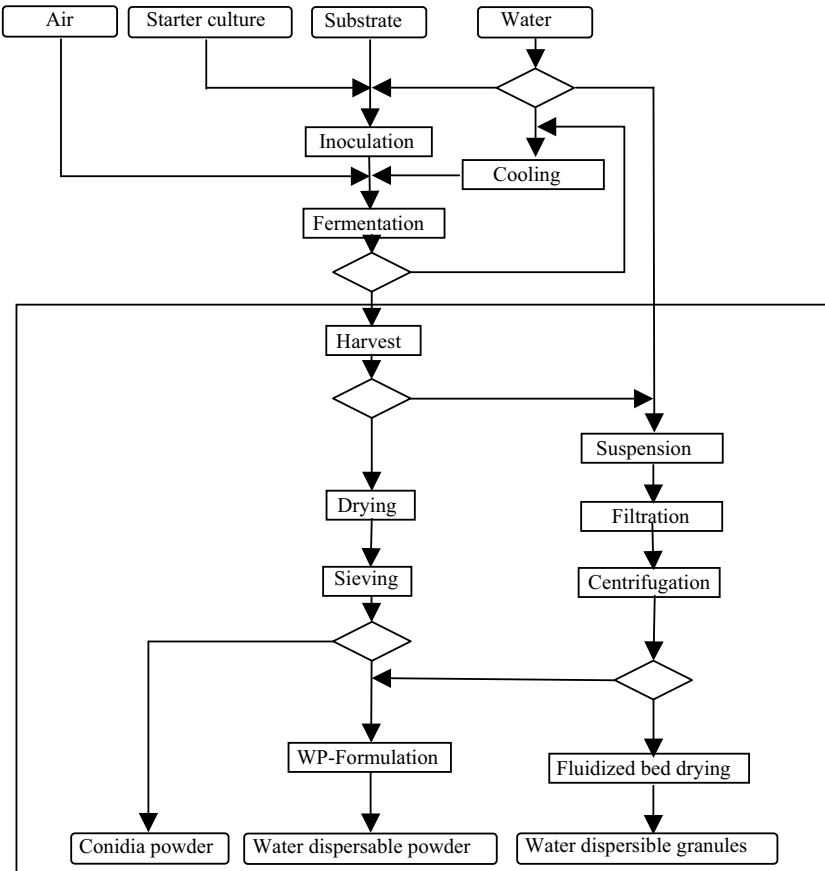 Air
Starter culture
Substrate
Water
Inoculation
Cooling
Fermentation
Harvest
Suspension
Drying
Filtration
Sieving
Centrifugation
WP-Formulation
Fluidized bed drying
Conidia powder
Water dispersable powder
Water dispersible granules